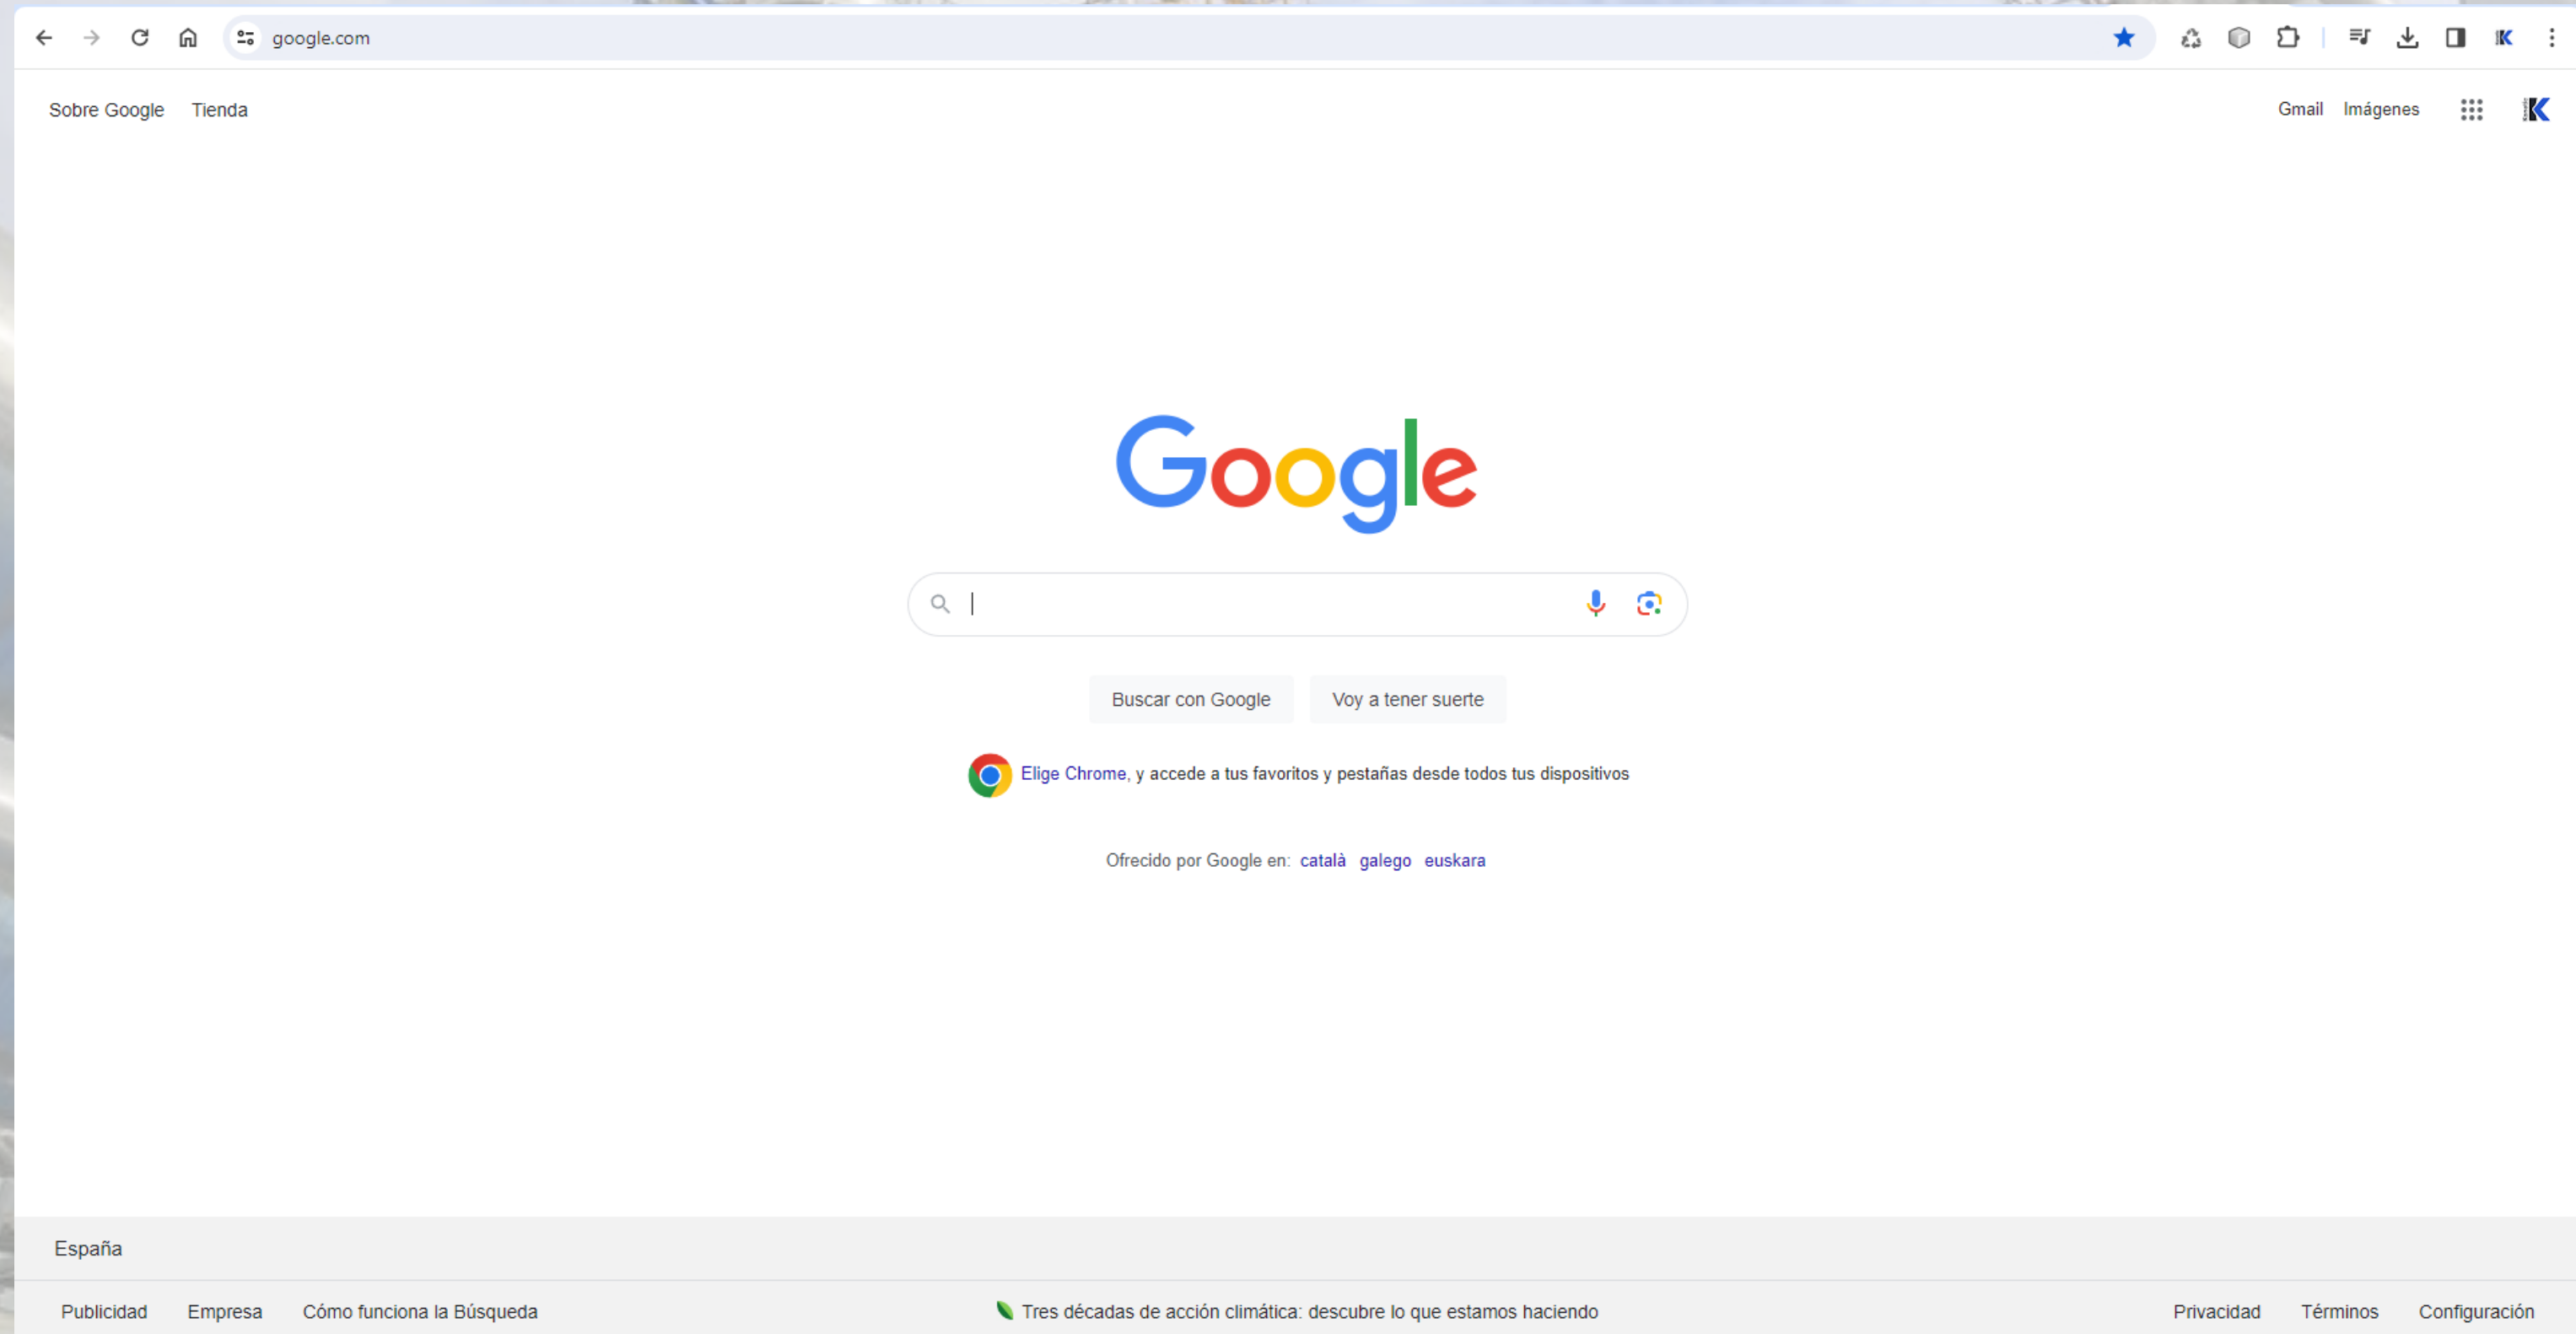 google.com
Sobre Google Tienda
Gmail Imágenes
Google
Buscar con Google Voy a tener suerte
Elige Chrome, y accede a tus favoritos y pestañas desde todos tus dispositivos
Ofrecido por Google en: català galego euskara
España
Publicidad Empresa Cómo funciona la Búsqueda
Tres décadas de acción climática: descubre lo que estamos haciendo
Privacidad Términos Configuración